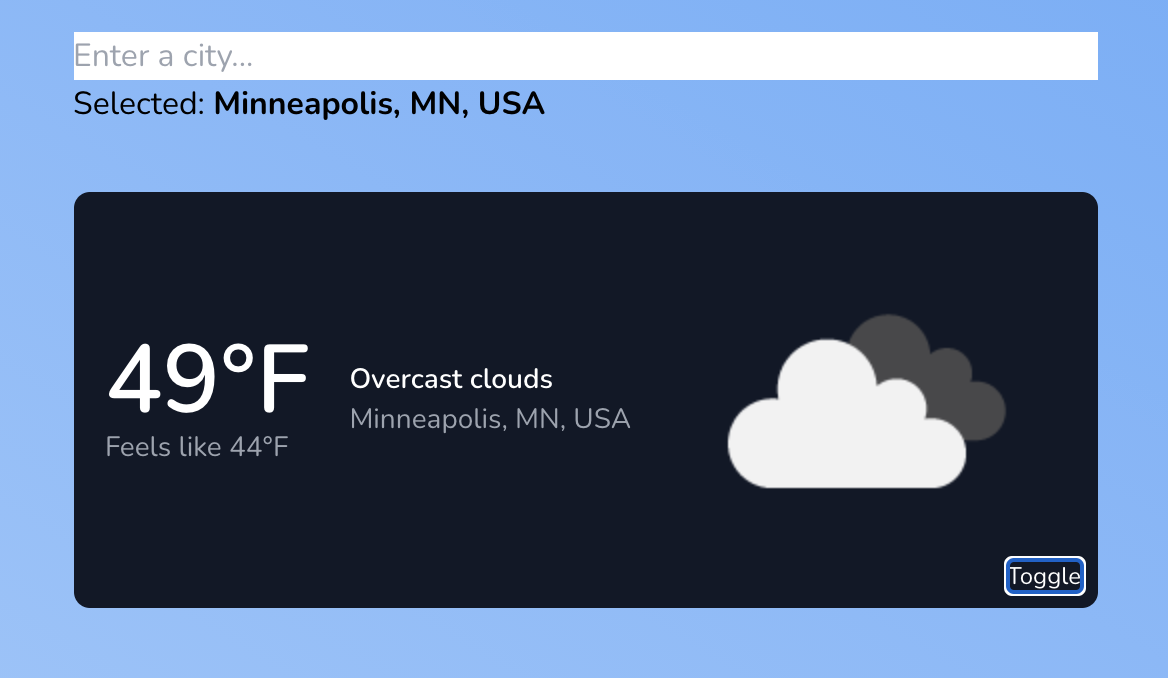 Enter a city...
Selected: Minneapolis, MN, USA
49°F
Feels like 44°F
Overcast clouds
Minneapolis, MN, USA
Toggle